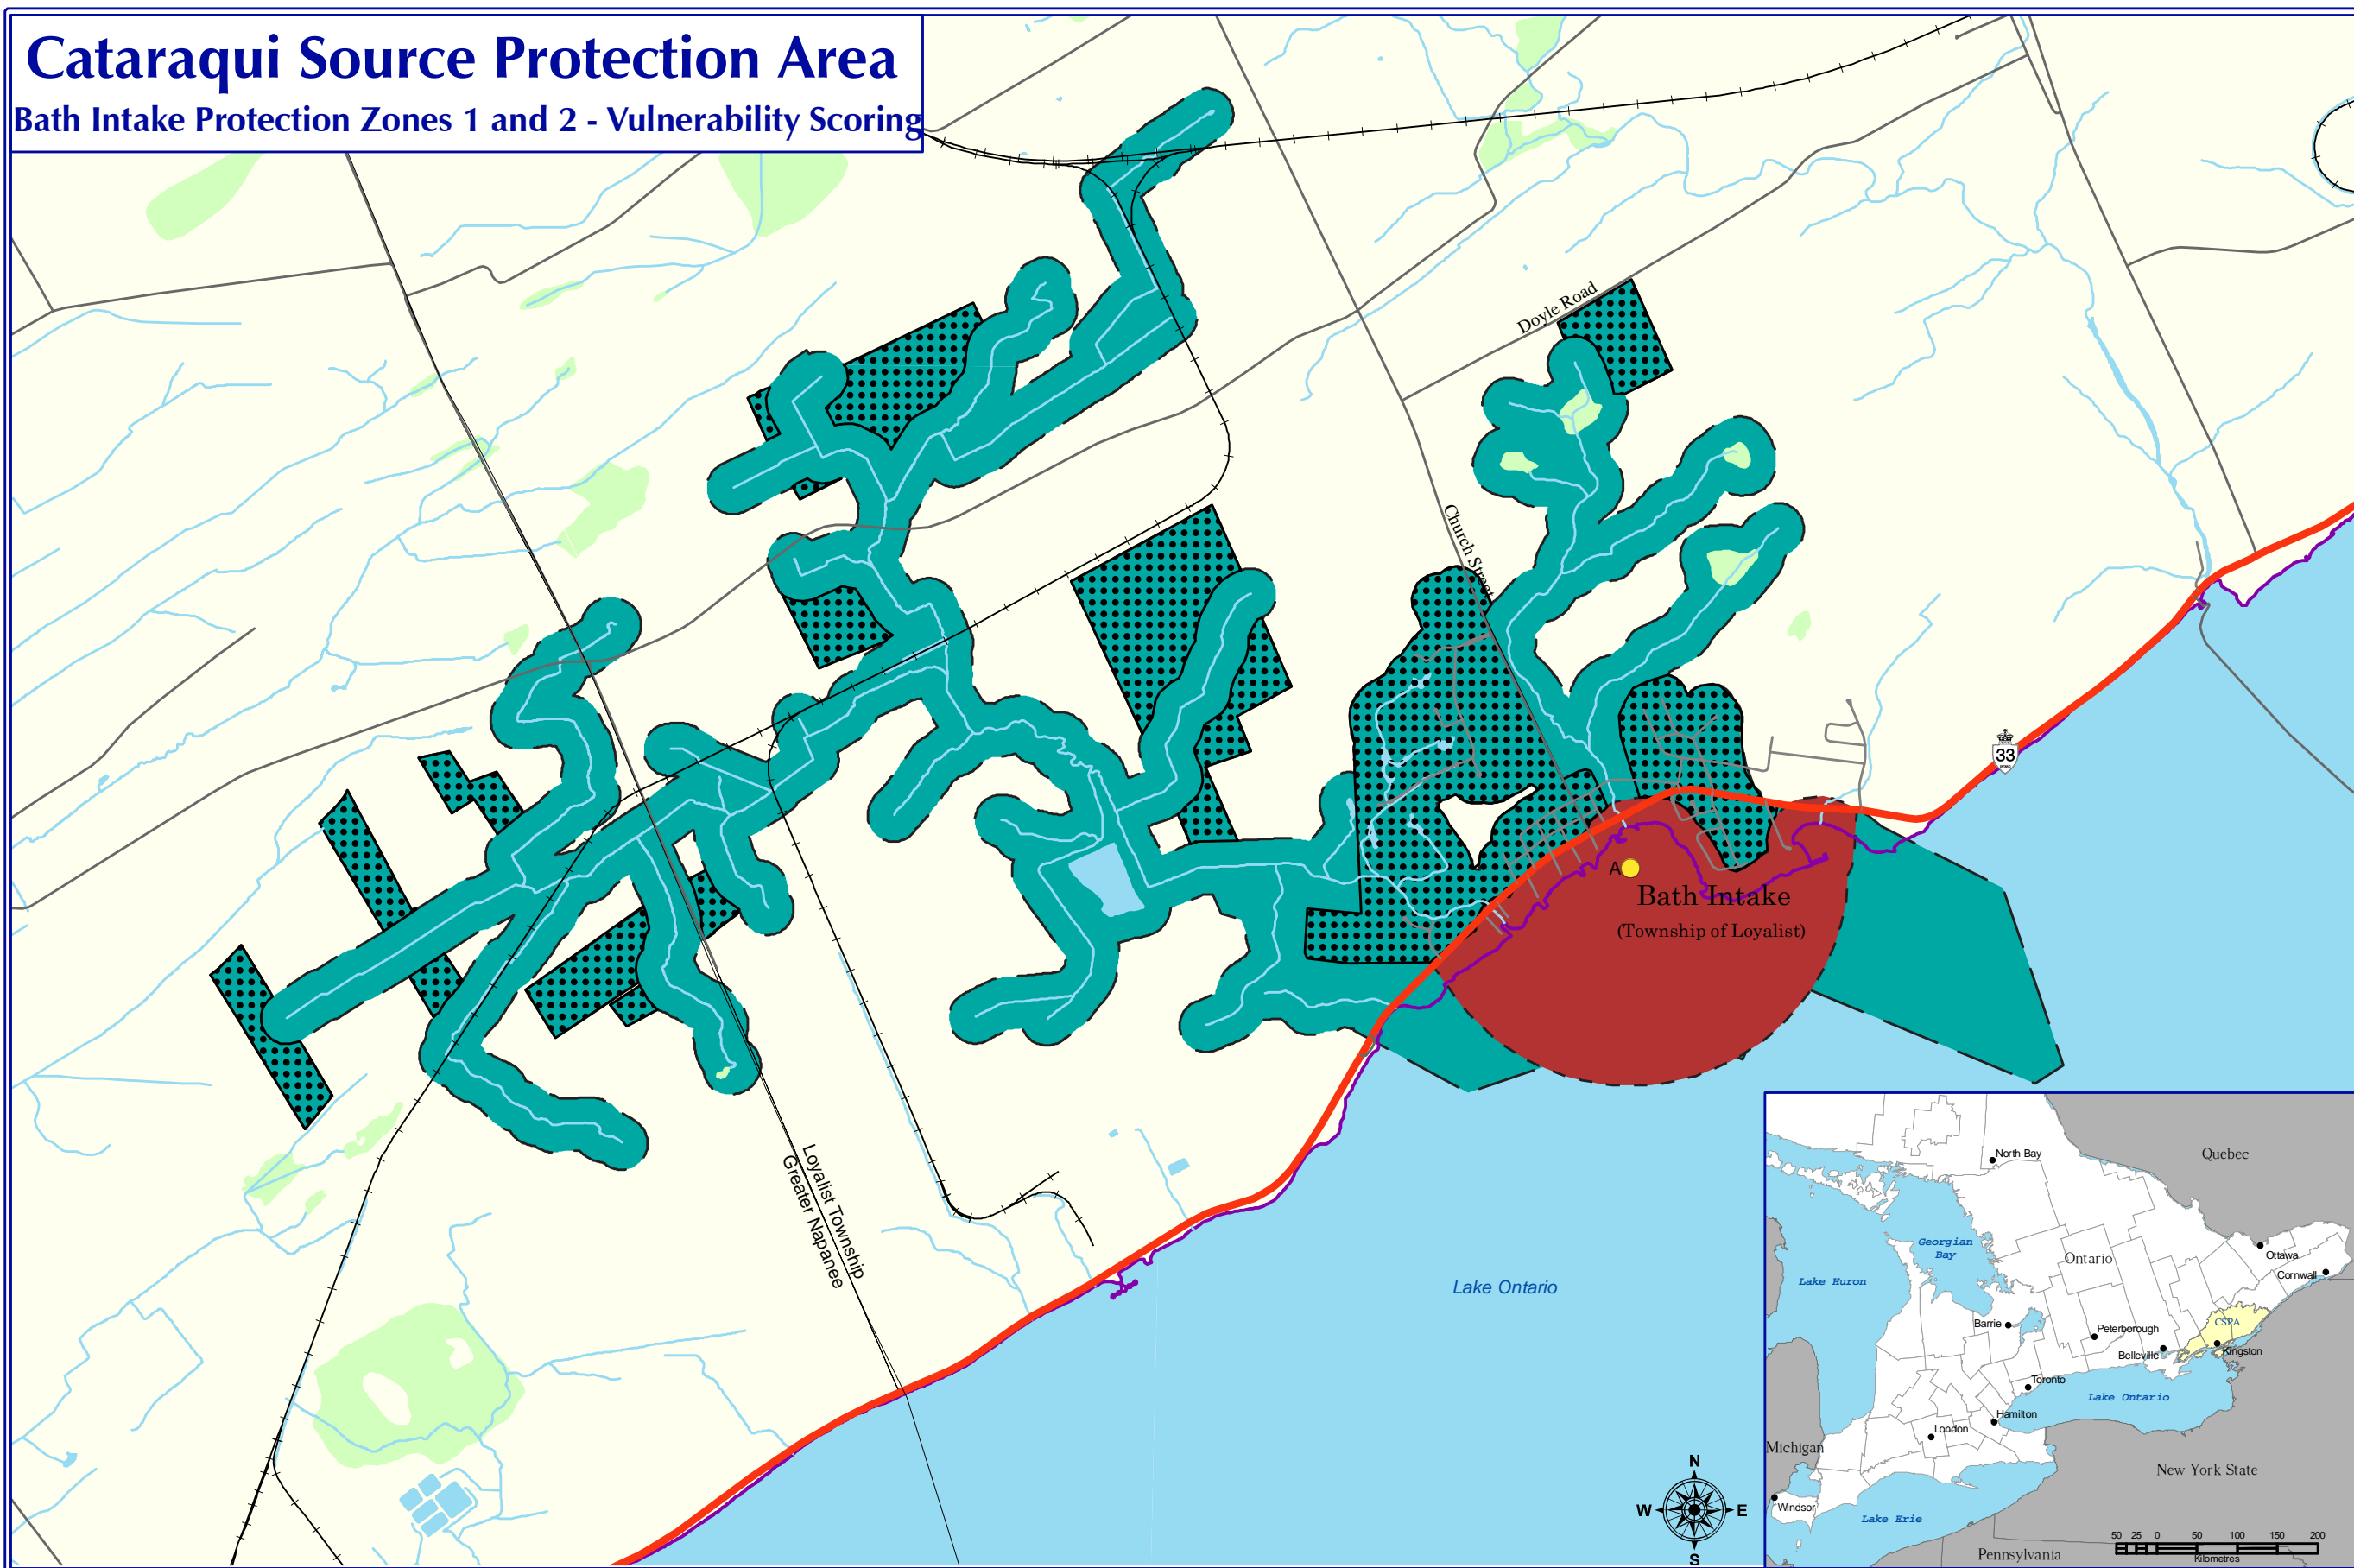 Cataraqui Source Protection Area
Bath Intake Protection Zones 1 and 2 - Vulnerability Scoring
Doyle Road
Church Street
33
A
Bath Intake
(Township of Loyalist)
Loyalist Township
Greater Napanee
Lake Ontario
N
W
E
S
North Bay
Quebec
Georgian
Bay
Lake Huron
Ontario
Ottawa
Cornwall
CSPA
Barrie
Peterborough
Belleville
Kingston
Toronto
Lake Ontario
Hamilton
London
Michigan
New York State
Windsor
Lake Erie
Pennsylvania
50 25 0 50 100 150 200
Kilometres